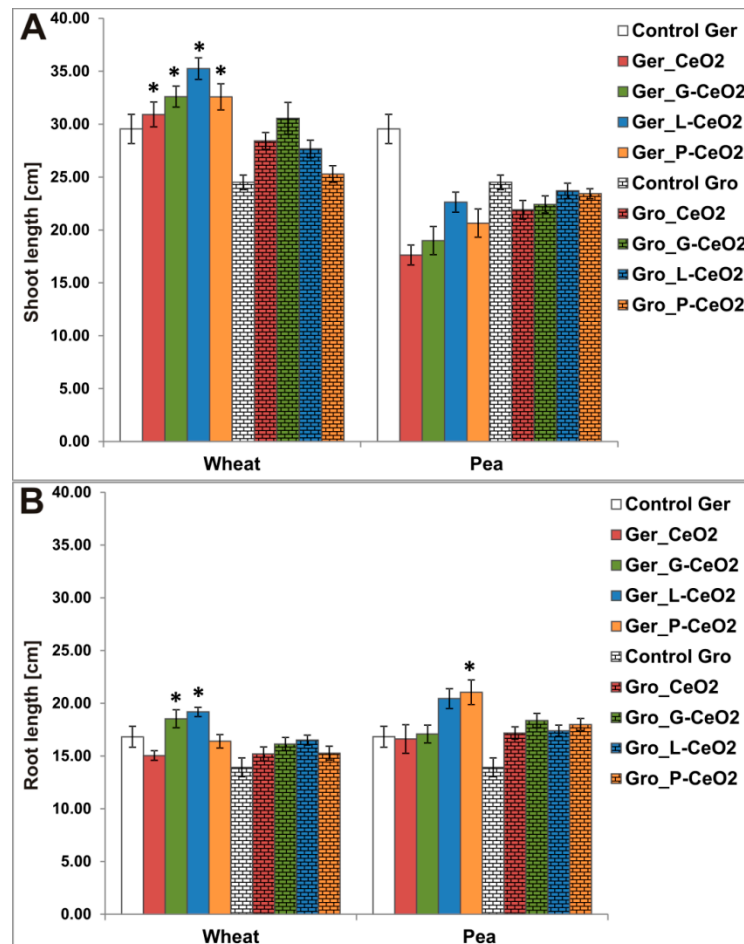 A
40.00
35.00
30.00
25.00
20.00
15.00
10.00
5.00
0.00
Shoot length [cm]
* * * *
Wheat Pea
Control Ger
Ger_CeO2
Ger_G-CeO2
Ger_L-CeO2
Ger_P-CeO2
Control Gro
Gro_CeO2
Gro_G-CeO2
Gro_L-CeO2
Gro_P-CeO2
B
40.00
35.00
30.00
25.00
20.00
15.00
10.00
5.00
0.00
Root length [cm]
* * *
Wheat Pea
Control Ger
Ger_CeO2
Ger_G-CeO2
Ger_L-CeO2
Ger_P-CeO2
Control Gro
Gro_CeO2
Gro_G-CeO2
Gro_L-CeO2
Gro_P-CeO2